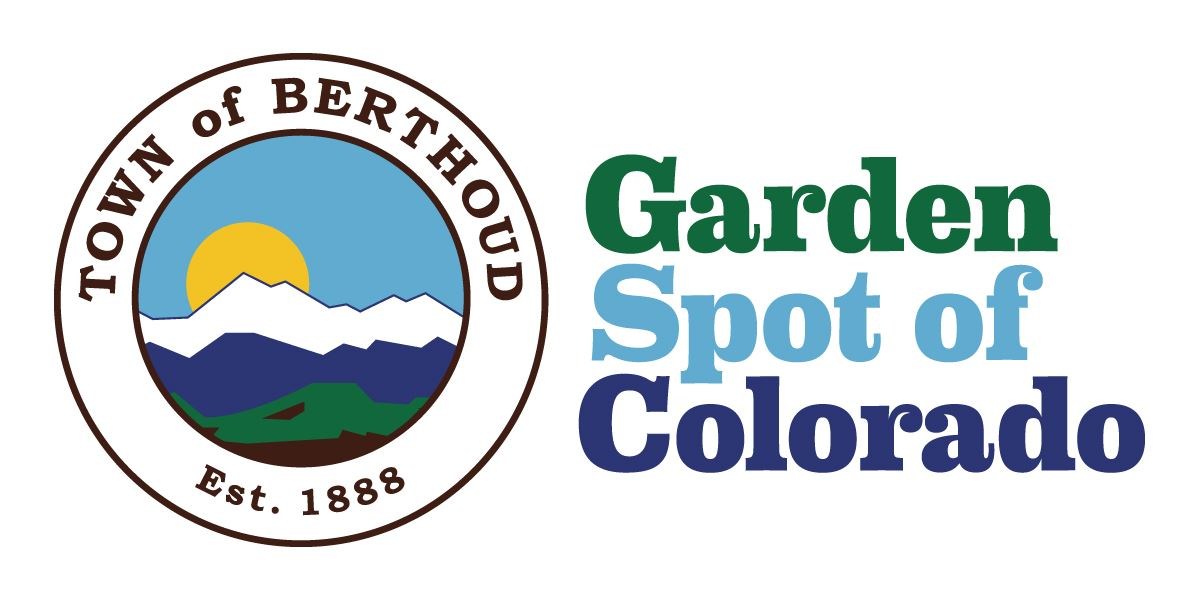 TOWN of BERTHOUD
Est. 1888
Garden
Spot of
Colorado